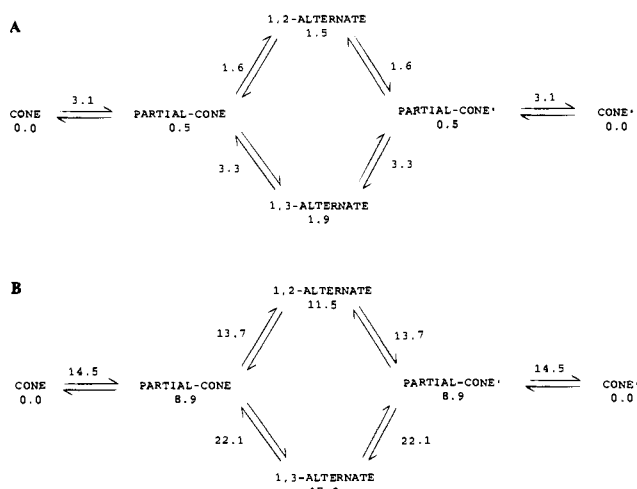 A
1,2-ALTERNATE
1.5
1.6 1.6
3.1 3.1
CONE PARTIAL-CONE PARTIAL-CONE' CONE'
0.0 0.5 0.5 0.0
3.3 3.3
1,3-ALTERNATE
1.9
B
1,2-ALTERNATE
11.5
13.7 13.7
14.5 14.5
CONE PARTIAL-CONE PARTIAL-CONE' CONE'
0.0 8.9 8.9 0.0
22.1 22.1
1,3-ALTERNATE